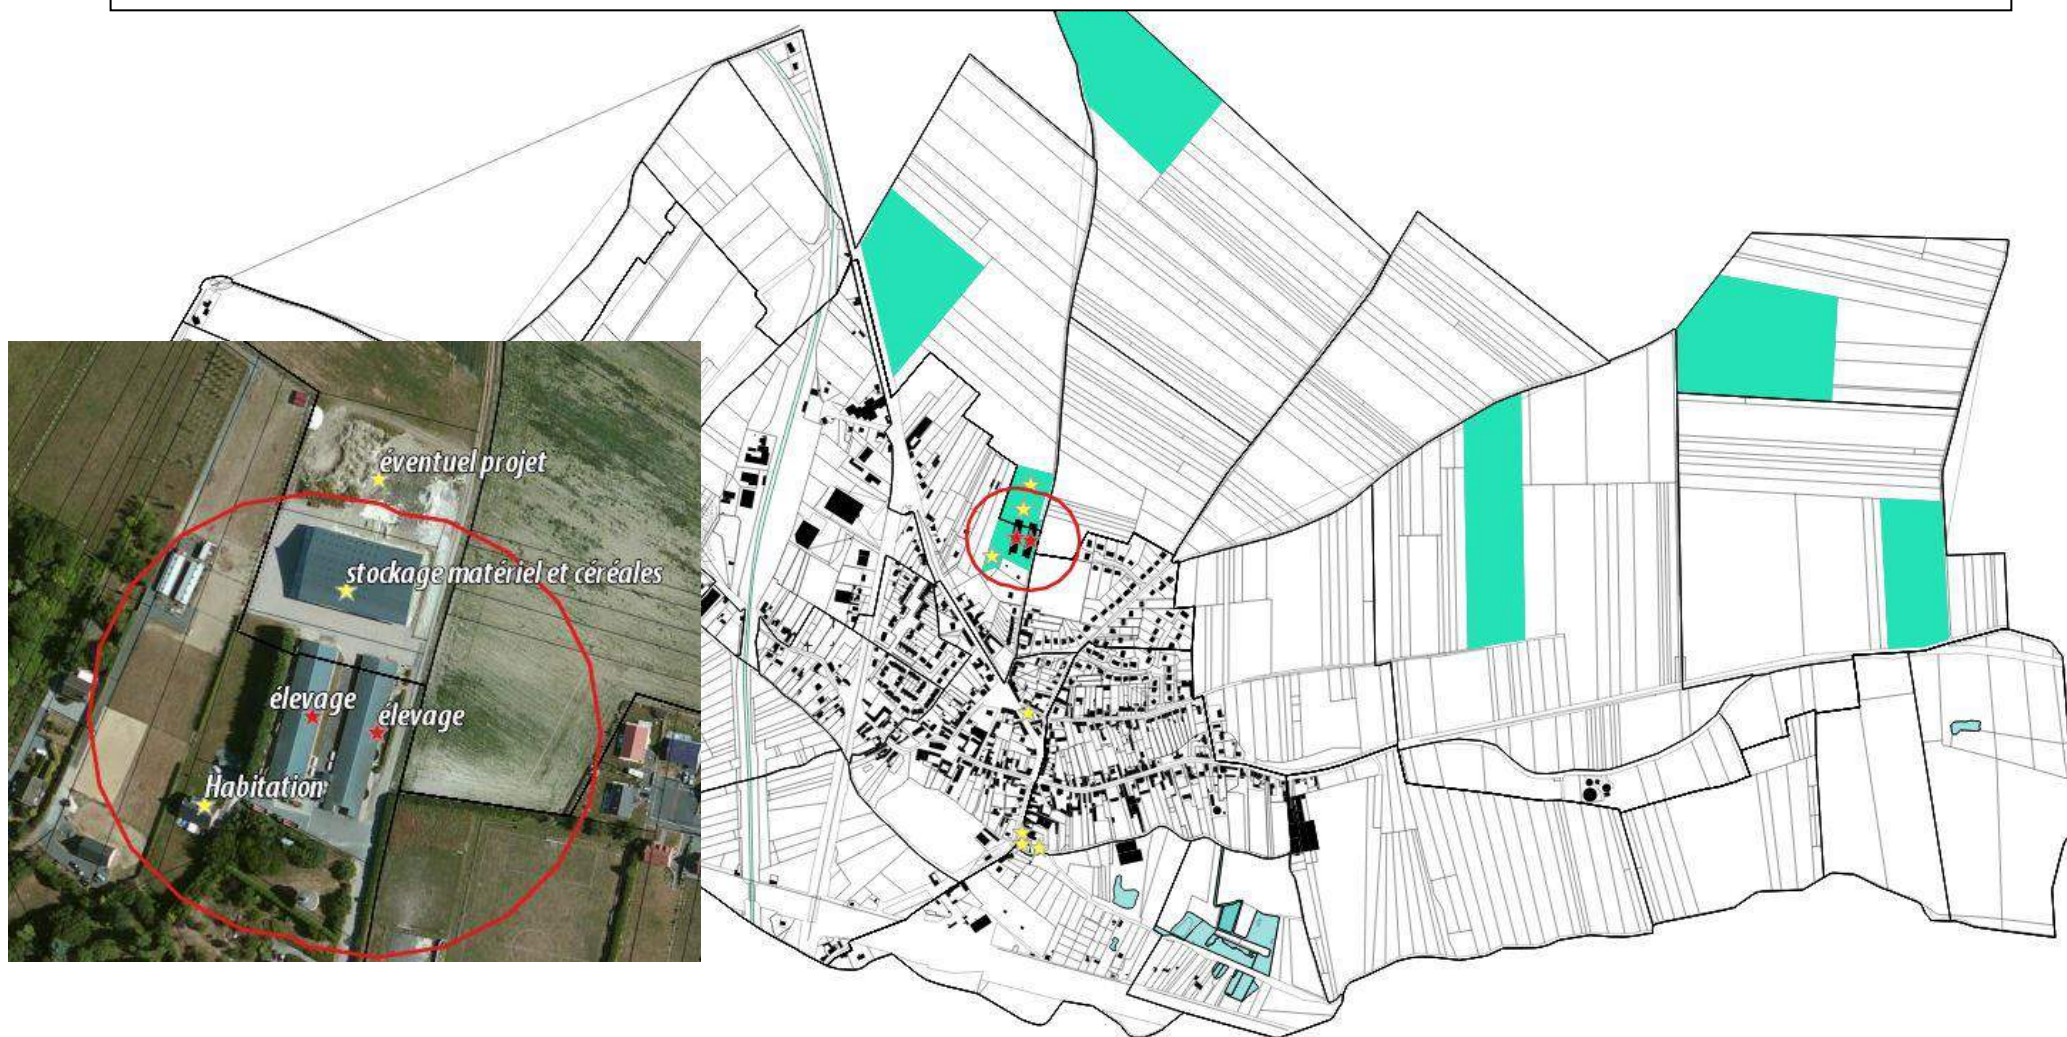 éventuel projet
stockage matériel et céréales
élevage
élevage
Habitation